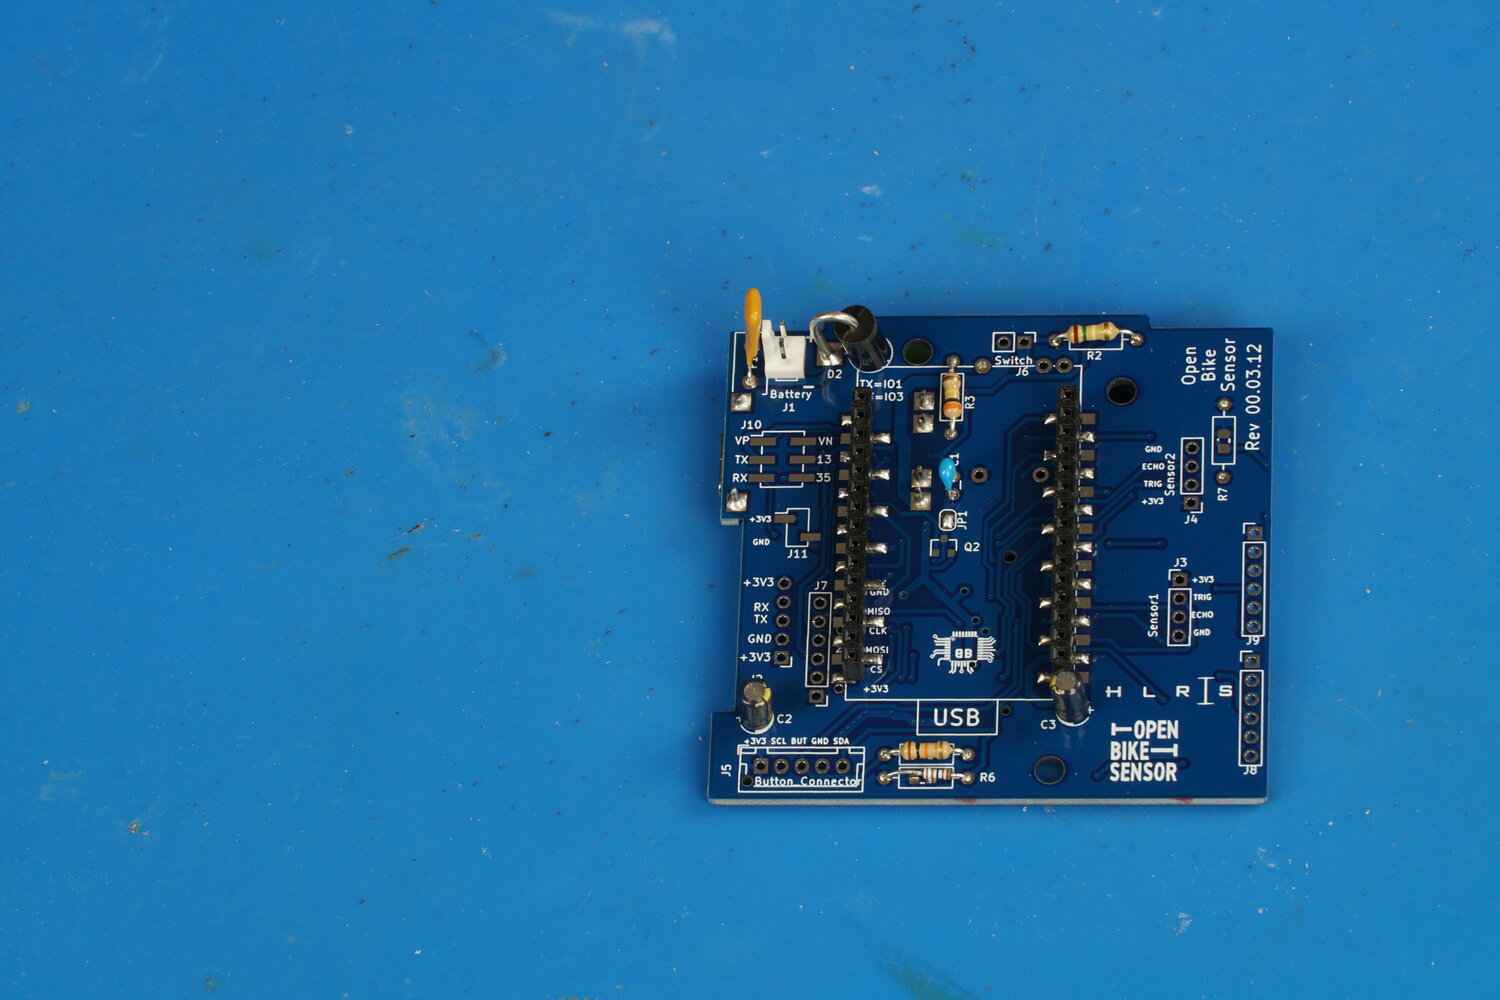 D2
Switch
J6
R2
Open
Bike
Sensor
Rev 00.03.12
Battery
J1
TX=IO1
=IO3
R3
J10
VP
VN
TX
13
RX
35
JP1
Q2
+3V3
GND
J11
GND
ECHO
TRIG
+3V3
Sensor2
J4
R7
+3V3
RX
TX
GND
+3V3
J7
GND
MISO
CLK
MOSI
CS
+3V3
J3
+3V3
TRIG
ECHO
GND
Sensor1
J9
BB
C2
USB
C3
+
H L R I S
OPEN
BIKE
SENSOR
J8
+3V3 SCL BUT GND SDA
J5
Button Connector
R6